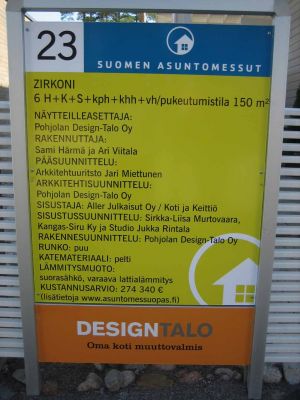 23
SUOMEN ASUNTOMESSUT
ZIRKONI
6 H+K+S+kph+khh+vh/pukeutumistila 150 m²
NÄYTTEILLEASETTAJA:
Pohjolan Design-Talo Oy
RAKENNUTTAJA:
Sami Härmä ja Ari Viitala
PÄÄSUUNNITTELU:
Arkkitehtuuritsto Jari Miettunen
ARKKITEHTISUUNNITTELU:
Pohjolan Design-Talo Oy
SISUSTAJA: Aller Julkaisut Oy / Koti ja Keittiö
SISUSTUSSUUNNITTELU: Sirkka-Liisa Murtovaara,
Kangas-Siru Ky ja Studio Jukka Rintala
RAKENNESUUNNITTELU: Pohjolan Design-Talo Oy
RUNKO: puu
KATEMATERIAALI: pelti
LÄMMITYSMUOTO:
suorasähkö, varaava lattialämmitys
KUSTANNUSARVIO: 274 340 €
(lisätietoja www.asuntomessuopas.fi)
DESIGNTALO
Oma koti muuttovalmis